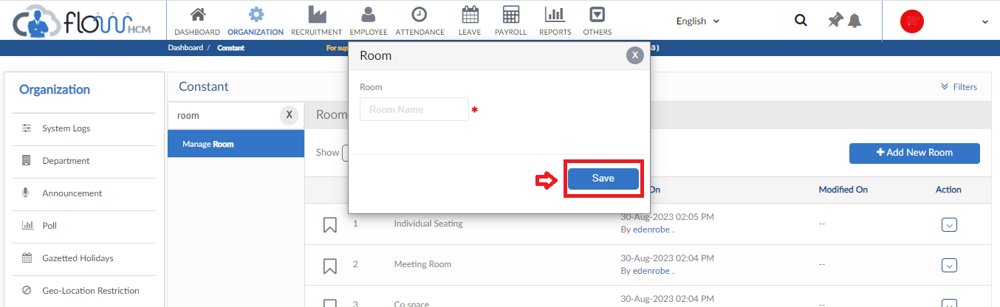 flow HCM
DASHBOARD ORGANIZATION RECRUITMENT EMPLOYEE ATTENDANCE LEAVE PAYROLL REPORTS OTHERS
English
Dashboard / Constant
For sup
3 )
Organization
System Logs
Department
Announcement
Poll
Gazetted Holidays
Geo-Location Restriction
Constant
Filters
room X
Manage Room
Room
Show
Add New Room
On Modified On Action
1 Individual Seating 30-Aug-2023 02:05 PM --
By edenrobe .
2 Meeting Room 30-Aug-2023 02:04 PM --
By edenrobe .
3 Co space 30-Aug-2023 02:04 PM
Room X
Room
Room Name *
Save